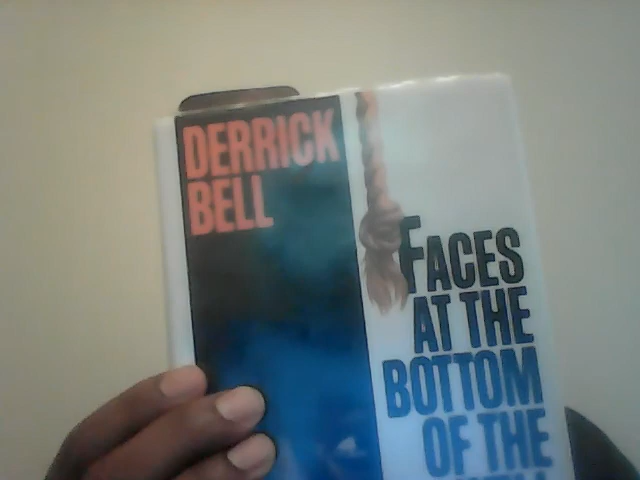 DERRICK
BELL
FACES
AT THE
BOTTOM
OF THE